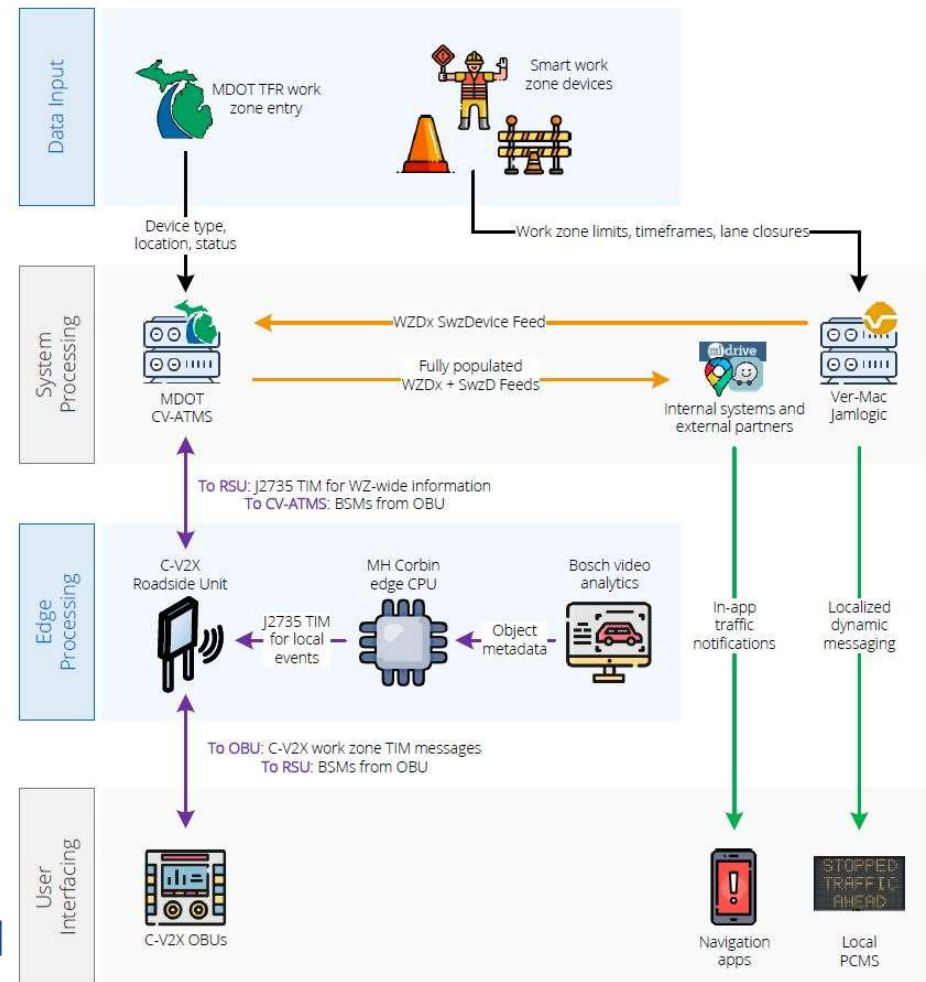 Data Input
MDOT TFR work
zone entry
Smart work
zone devices
Device type,
location, status
Work zone limits, timeframes, lane closures
System
Processing
WZDx SwzDevice Feed
Fully populated
WZDx + SwzD Feeds
mi drive
MDOT
CV-ATMS
Internal systems and
external partners
Ver-Mac
Jamlogic
To RSU: J2735 TIM for WZ-wide information
To CV-ATMS: BSMs from OBU
Edge
Processing
C-V2X
Roadside Unit
MH Corbin
edge CPU
Bosch video
analytics
J2735 TIM
for local
events
Object
metadata
In-app
traffic
notifications
Localized
dynamic
messaging
To OBU: C-V2X work zone TIM messages
To RSU: BSMs from OBU
User
Interfacing
STOPPED
TRAFFIC
AHEAD
C-V2X OBUs
Navigation
apps
Local
PCMS